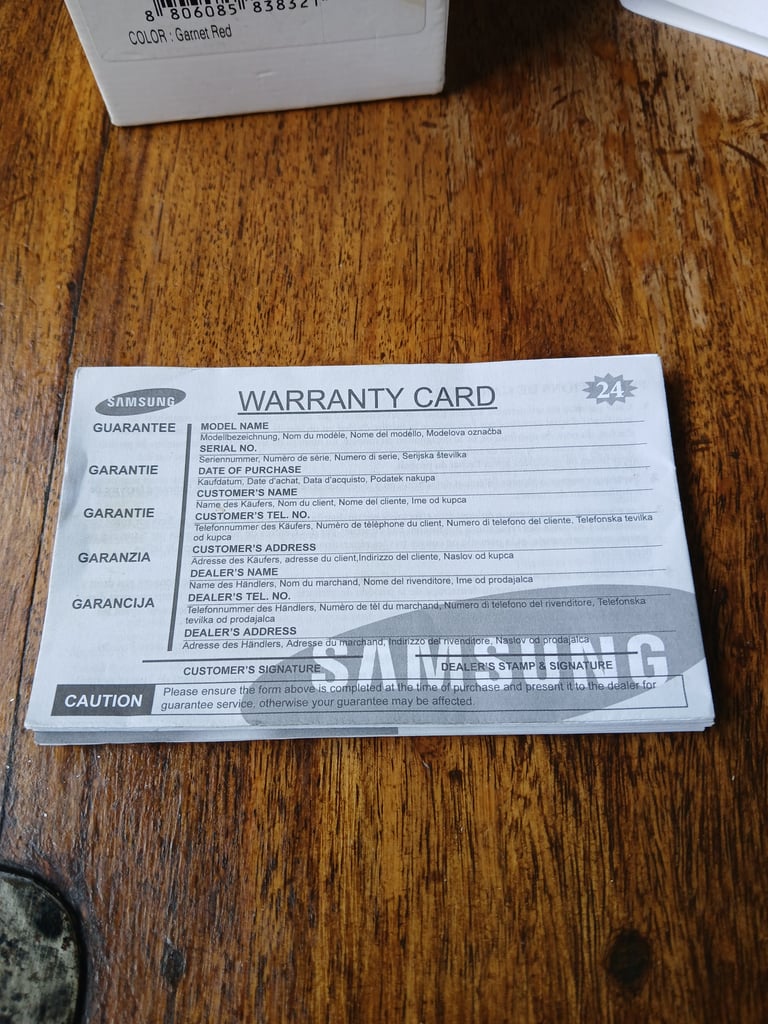 8 806085 83832
COLOR : Garnet Red
SAMSUNG
WARRANTY CARD
24
GUARANTEE
GARANTIE
GARANTIE
GARANZIA
GARANCIJA
MODEL NAME
Modellbezeichnung, Nom du modèle, Nome del modéllo, Modelova označba
SERIAL NO.
Seriennummer, Numéro de série, Numero di serie, Serijska števílka
DATE OF PURCHASE
Kaufdatum, Date d'achat, Data d'acquisto, Podatek nakupa
CUSTOMER'S NAME
Name des Käufers, Nom du client, Nome del cliente, Ime od kupca
CUSTOMER'S TEL. NO.
Telefonnummer des Käufers, Numéro de téléphone du client, Numero di telefono del cliente, Telefonska tevilka
od kupca
CUSTOMER'S ADDRESS
Adresse des Käufers, adresse du client,Indirizzo del cliente, Naslov od kupca
DEALER'S NAME
Name des Händlers, Nom du marchand, Nome del rivenditore, Ime od prodajalca
DEALER'S TEL. NO.
Telefonnummer des Händlers, Numéro de tél du marchand, Numero di telefono del rivenditore, Telefonska
tevilka od prodajalca
DEALER'S ADDRESS
Adresse des Händlers, Adresse du marchand, Indirizzo del rivenditore, Naslov od prodajalca
SAMSUNG
CUSTOMER'S SIGNATURE
DEALER'S STAMP & SIGNATURE
CAUTION
Please ensure the form above is completed at the time of purchase and present it to the dealer for
guarantee service, otherwise your guarantee may be affected.